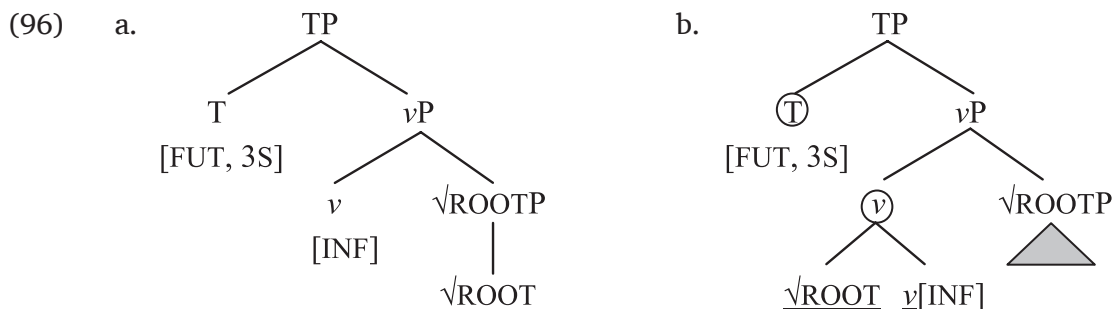 (96) a. TP b. TP
T vP T vP
[FUT, 3S] [FUT, 3S]
v √ROOTP v √ROOTP
[INF]
√ROOT √ROOT v[INF]